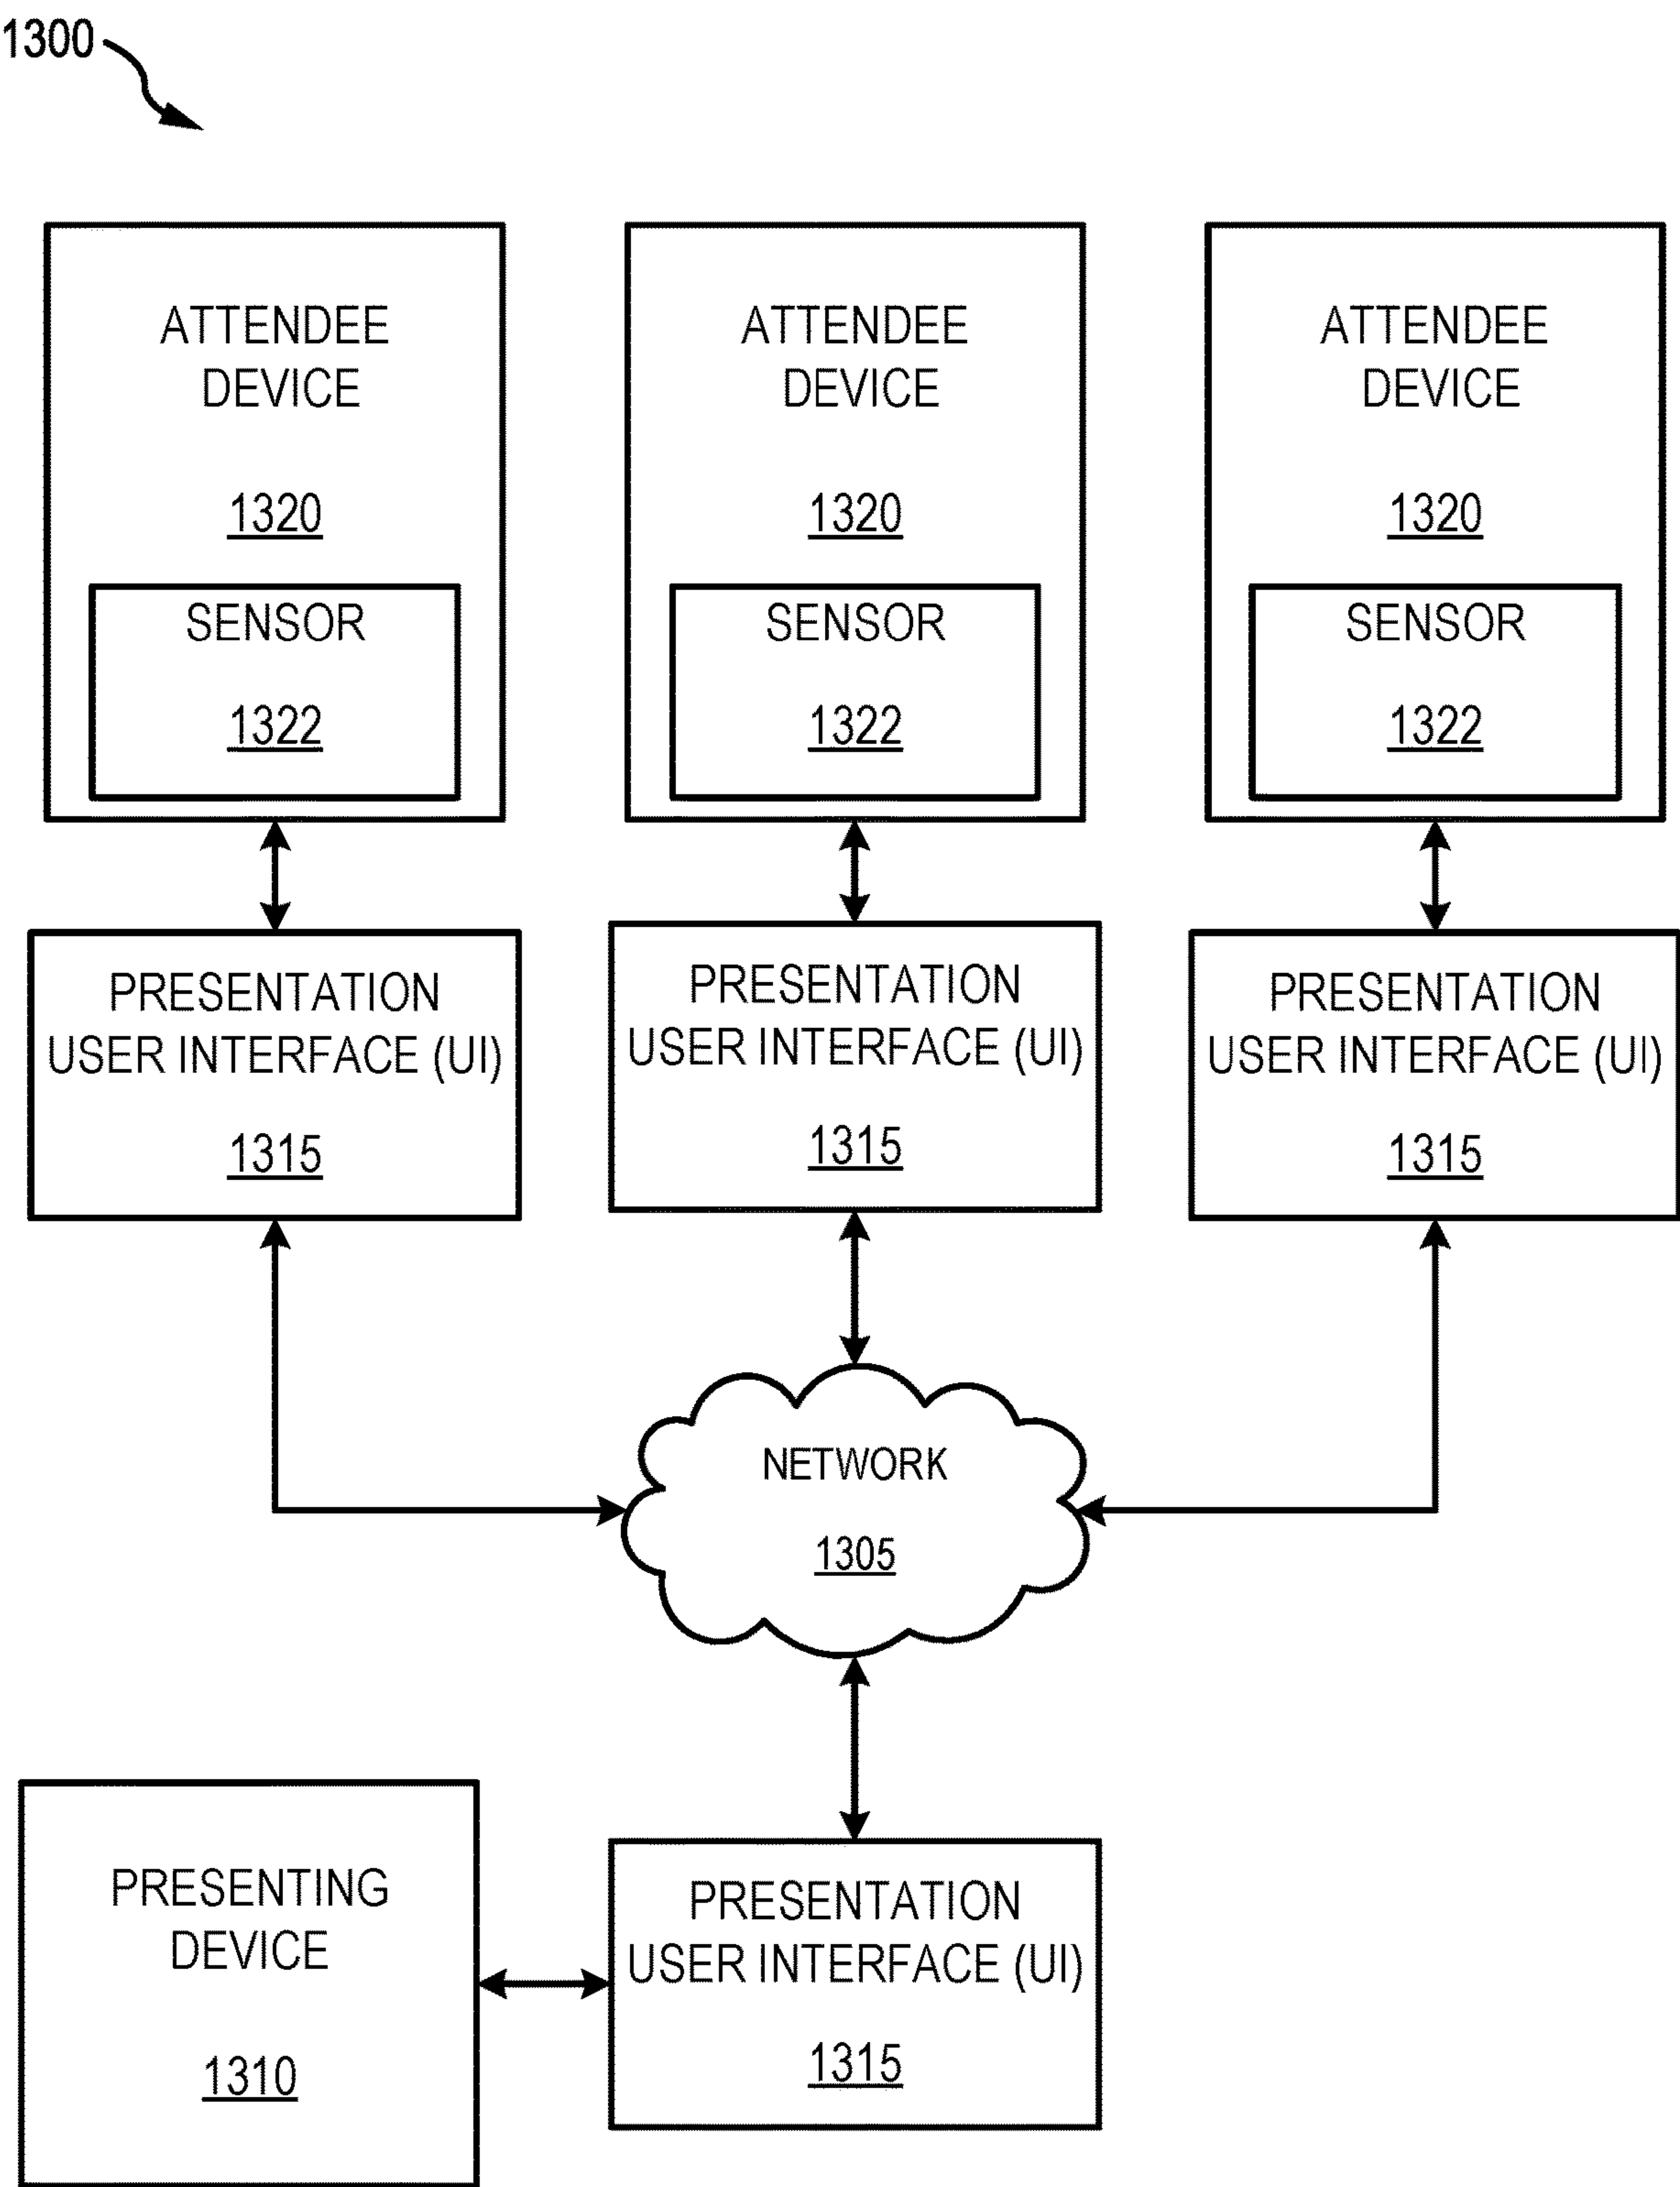 1300
ATTENDEE
DEVICE
1320
SENSOR
1322
ATTENDEE
DEVICE
1320
SENSOR
1322
ATTENDEE
DEVICE
1320
SENSOR
1322
PRESENTATION
USER INTERFACE (UI)
1315
PRESENTATION
USER INTERFACE (UI)
1315
PRESENTATION
USER INTERFACE (UI)
1315
NETWORK
1305
PRESENTING
DEVICE
1310
PRESENTATION
USER INTERFACE (UI)
1315